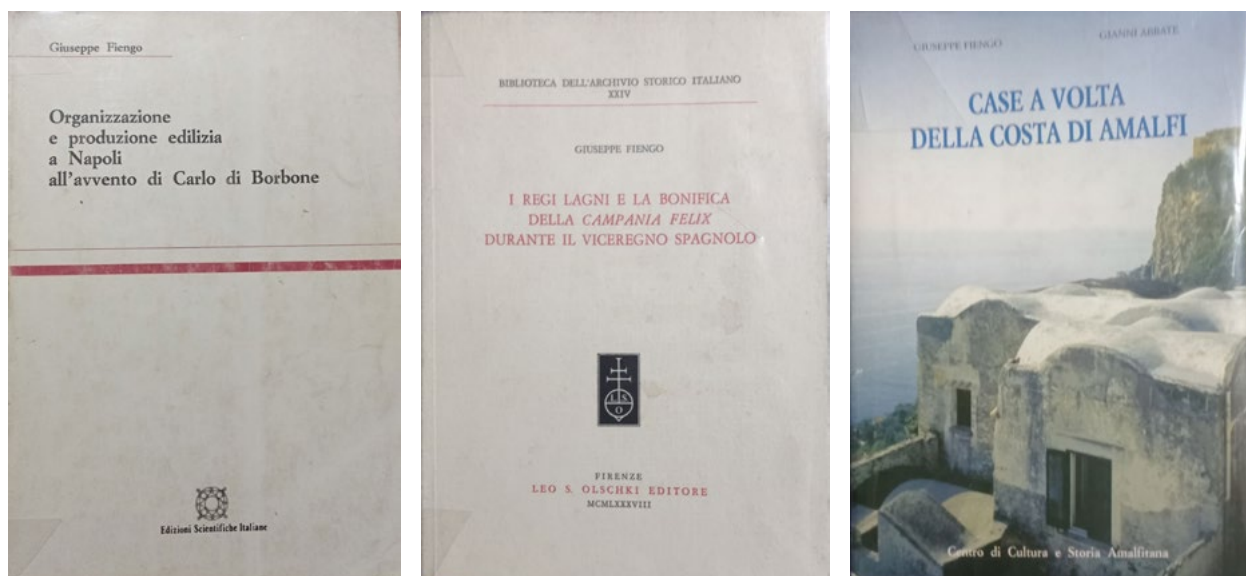 Giuseppe Fiengo
Organizzazione
e produzione edilizia
a Napoli
all'avvento di Carlo di Borbone
Edizioni Scientifiche Italiane
BIBLIOTECA DELL'ARCHIVIO STORICO ITALIANO
XXIV
GIUSEPPE FIENGO
I REGI LAGNI E LA BONIFICA
DELLA CAMPANIA FELIX
DURANTE IL VICEREGNO SPAGNOLO
L S
O
FIRENZE
LEO S. OLSCHKI EDITORE
MCMLXXXVIII
GIUSEPPE FIENGO GIANNI ABBATE
CASE A VOLTA
DELLA COSTA DI AMALFI
Centro di Cultura e Storia Amalfitana